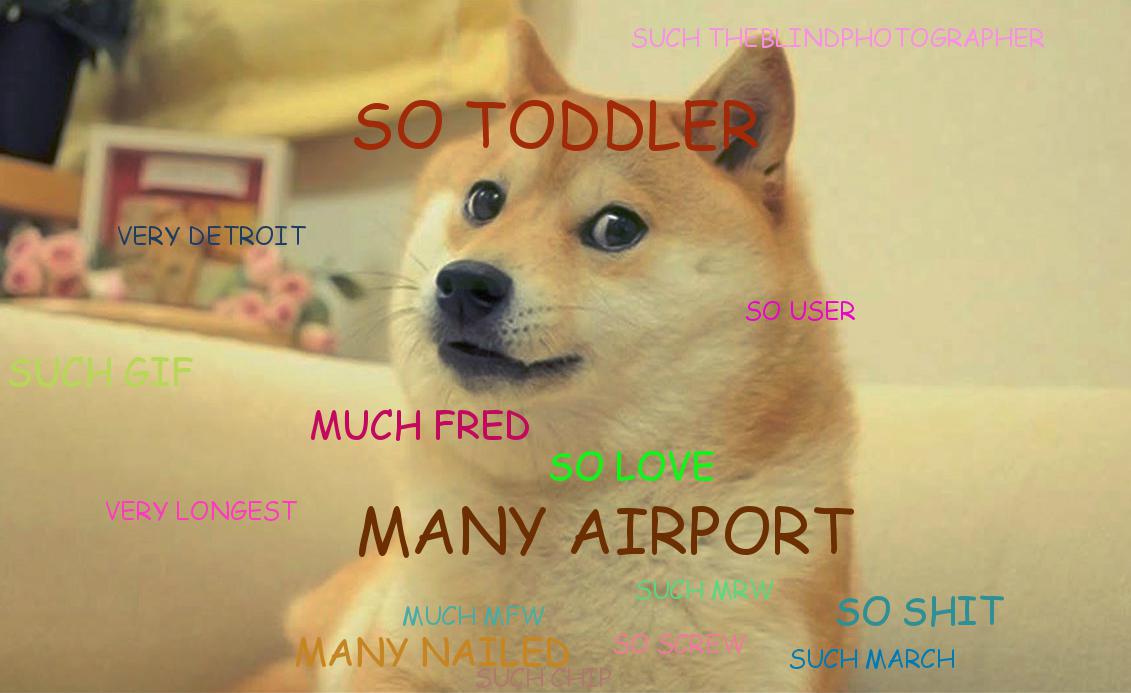 SUCH THEBLINDPHOTOGRAPHER
SO TODDLER
VERY DETROIT
SO USER
SUCH GIF
MUCH FRED
SO LOVE
VERY LONGEST
MANY AIRPORT
SUCH MRW
MUCH MFW
SO SHIT
SO SCREW
MANY NAILED
SUCH MARCH
SUCH CHIP